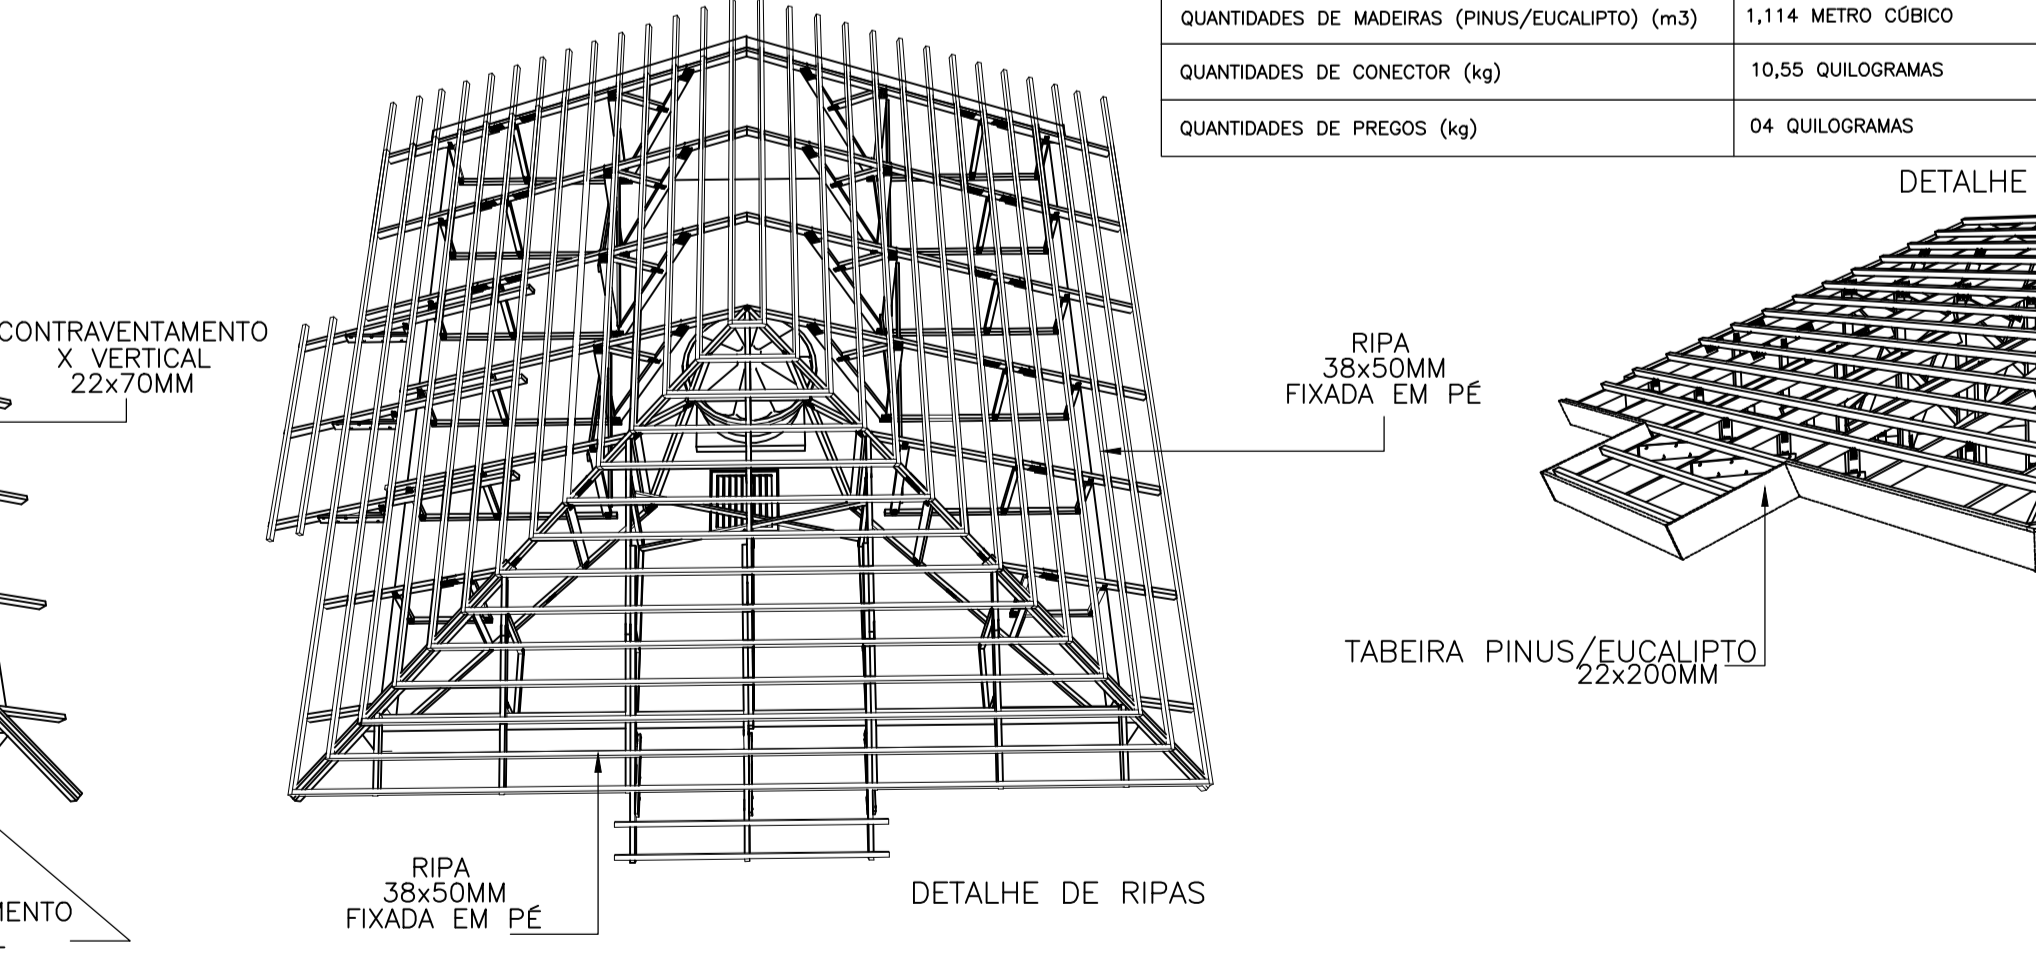 QUANTIDADES DE MADEIRAS (PINUS/EUCALIPTO) (m3) 1,114 METRO CÚBICO
QUANTIDADES DE CONECTOR (kg) 10,55 QUILOGRAMAS
QUANTIDADES DE PREGOS (kg) 04 QUILOGRAMAS
DETALHE
CONTRAVENTAMENTO
X VERTICAL
22x70MM
RIPA
38x50MM
FIXADA EM PÉ
TABEIRA PINUS/EUCALIPTO
22x200MM
RIPA
38x50MM
FIXADA EM PÉ
DETALHE DE RIPAS